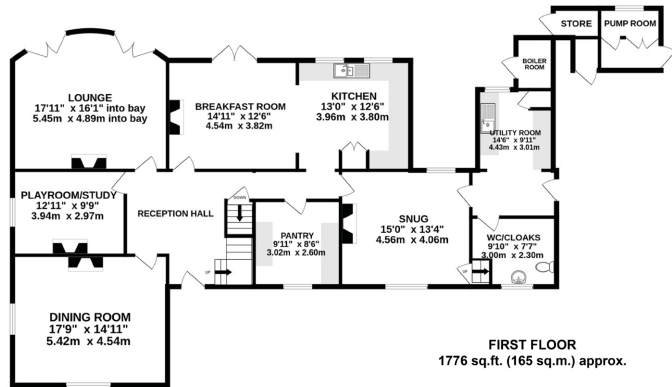 STORE
PUMP ROOM
BOILER
ROOM
LOUNGE
17'11" x 16'1" into bay
5.45m x 4.89m into bay
BREAKFAST ROOM
14'11" x 12'6"
4.54m x 3.82m
KITCHEN
13'0" x 12'6"
3.96m x 3.80m
UTILITY ROOM
14'6" x 9'11"
4.43m x 3.01m
PLAYROOM/STUDY
12'11" x 9'9"
3.94m x 2.97m
RECEPTION HALL
DOWN
UP
PANTRY
9'11" x 8'6"
3.02m x 2.60m
SNUG
15'0" x 13'4"
4.56m x 4.06m
WC/CLOAKS
9'10" x 7'7"
3.00m x 2.30m
UP
DINING ROOM
17'9" x 14'11"
5.42m x 4.54m
FIRST FLOOR
1776 sq.ft. (165 sq.m.) approx.